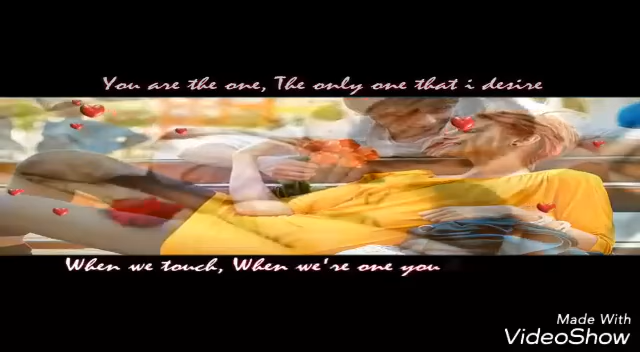 You are the one, The only one that i desire
When we touch, When we're one you
Made With
VideoShow